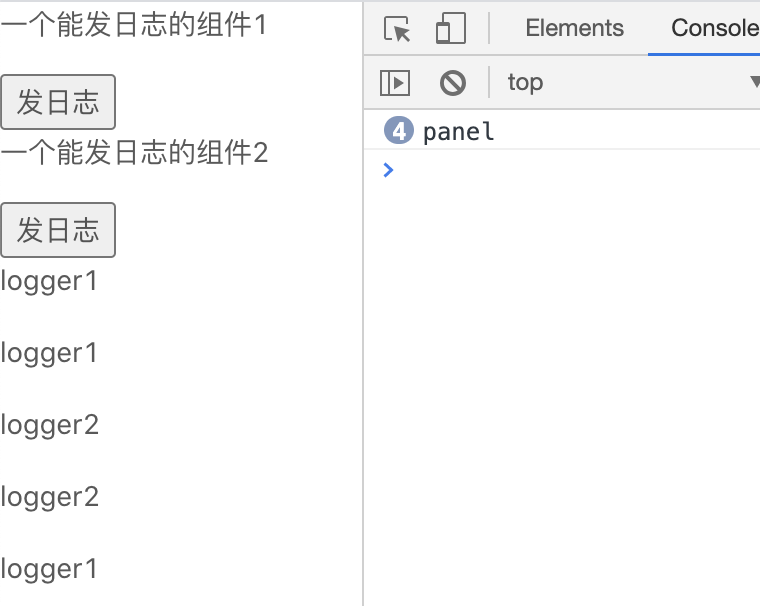 一个能发日志的组件1
发日志
一个能发日志的组件2
发日志
logger1
logger1
logger2
logger2
logger1
Elements
Console
top
4 panel